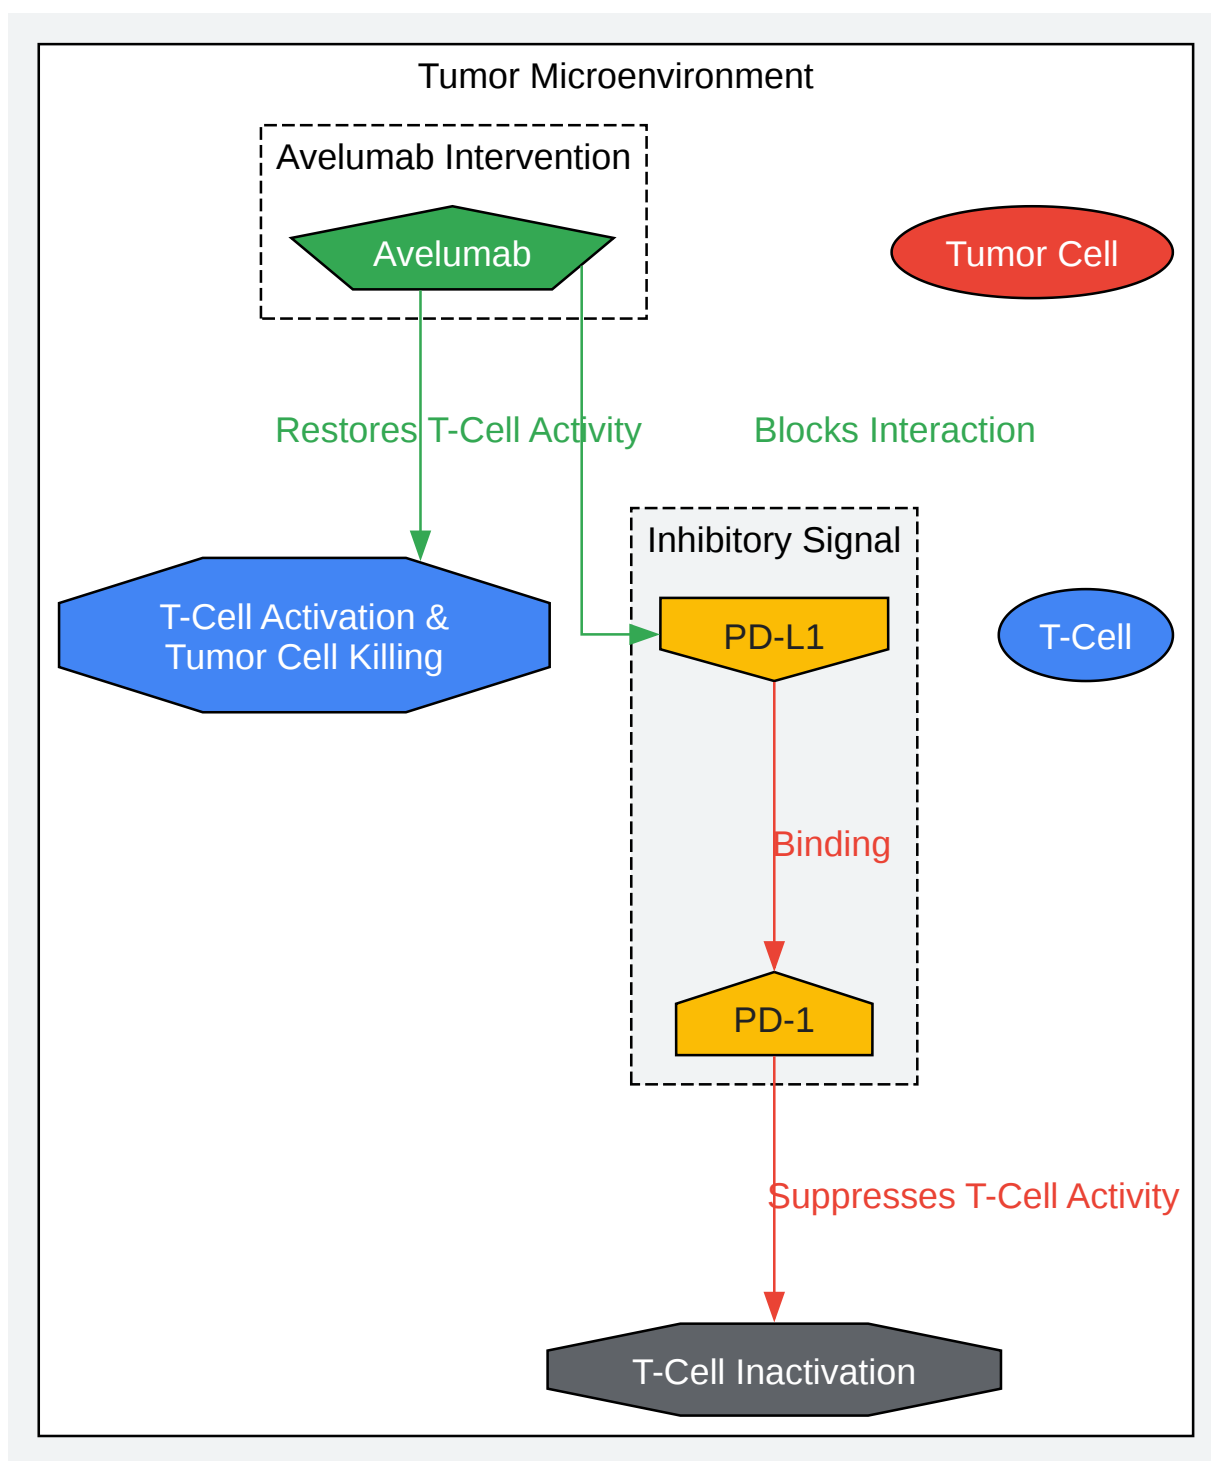 Tumor Microenvironment
Avelumab Intervention
Avelumab
Tumor Cell
Restores T-Cell Activity
Blocks Interaction
Inhibitory Signal
T-Cell Activation &
Tumor Cell Killing
PD-L1
T-Cell
Binding
PD-1
Suppresses T-Cell Activity
T-Cell Inactivation